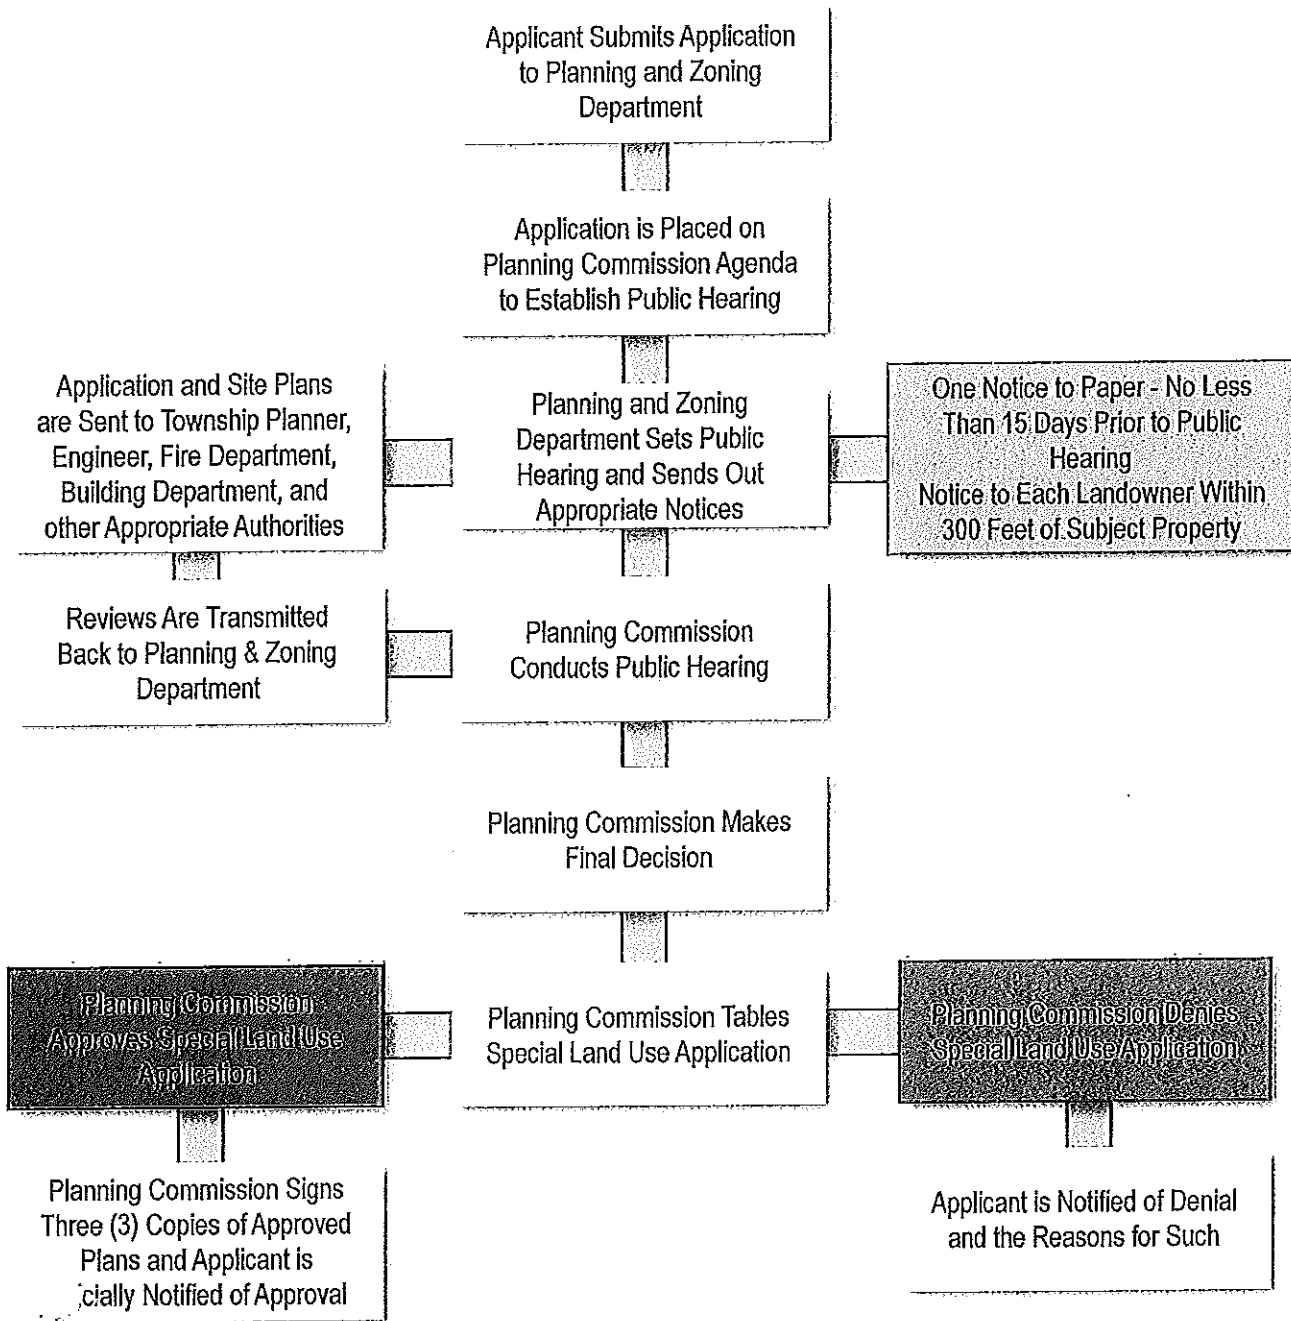 Applicant Submits Application
to Planning and Zoning
Department
Application is Placed on
Planning Commission Agenda
to Establish Public Hearing
Application and Site Plans
are Sent to Township Planner,
Engineer, Fire Department,
Building Department, and
other Appropriate Authorities
Planning and Zoning
Department Sets Public
Hearing and Sends Out
Appropriate Notices
One Notice to Paper - No Less
Than 15 Days Prior to Public
Hearing
Notice to Each Landowner Within
300 Feet of Subject Property
Reviews Are Transmitted
Back to Planning & Zoning
Department
Planning Commission
Conducts Public Hearing
Planning Commission Makes
Final Decision
Planning Commission
Approves Special Land Use
Application
Planning Commission Tables
Special Land Use Application
Planning Commission Denies
Special Land Use Application
Planning Commission Signs
Three (3) Copies of Approved
Plans and Applicant is
cially Notified of Approval
Applicant is Notified of Denial
and the Reasons for Such